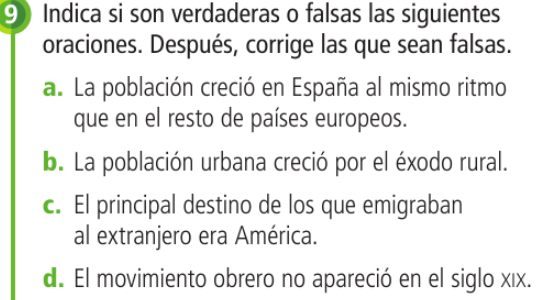 9 Indica si son verdaderas o falsas las siguientes
oraciones. Después, corrige las que sean falsas.
a. La población creció en España al mismo ritmo
que en el resto de países europeos.
b. La población urbana creció por el éxodo rural.
c. El principal destino de los que emigraban
al extranjero era América.
d. El movimiento obrero no apareció en el siglo XIX.